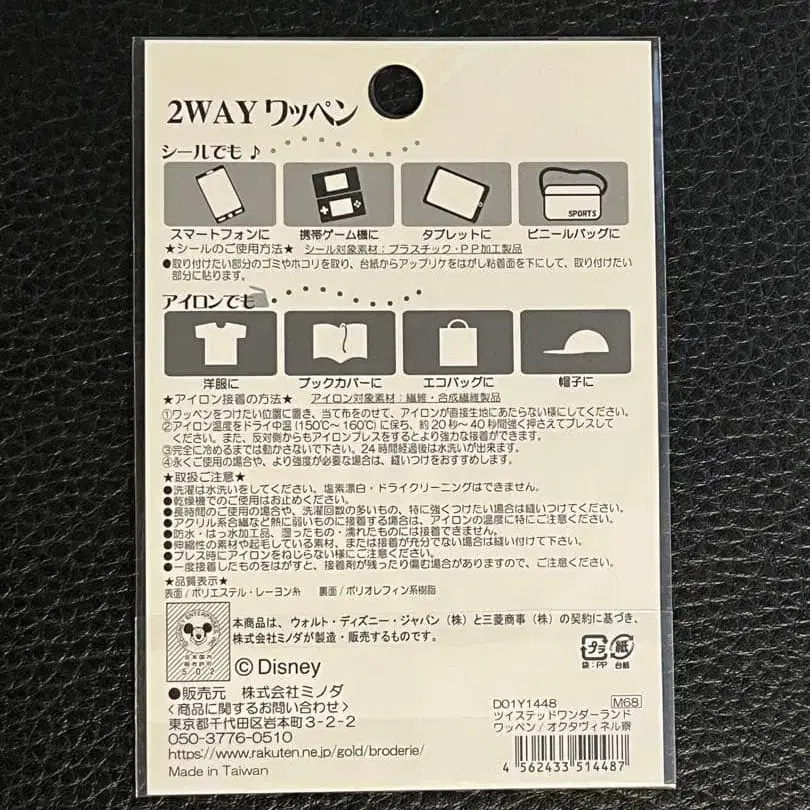 2WAY ワッペン
シールでも♪
SPORTS
スマートフォンに 携帯ゲーム機に タブレットに ビニールバッグに
★シールのご使用方法★ シール対象素材：プラスチック・PP加工製品
●取り付けたい部分のゴミやホコリを取り、台紙からアップリケをはがし粘着面を下にして、取り付けたい
部分に貼ります。
アイロンでも
洋服に ブックカバーに エコバッグに 帽子に
★アイロン接着の方法★ アイロン対象素材：繊維・合成繊維製品
①ワッペンをつけたい位置に置き、当て布をのせて、アイロンが直接生地にあたらない様にしてください。
②アイロン温度をドライ中温(150℃～160℃)に保ち、約20秒～40秒間強く押さえてプレスして
ください。また、反対側からもアイロンプレスをするとより強力な接着ができます。
③完全に冷めるまでは動かさないで下さい。24時間経過後は水洗いが出来ます。
④永くご使用の場合や、より強度が必要な場合は、縫いつけをおすすめします。
★取扱ご注意★
●洗濯は水洗いをしてください。塩素漂白・ドライクリーニングはできません。
●乾燥機でのご使用はお止めください。
●長時間のご使用の場合や、洗濯回数の多いもの、特に強くつけたい場合は縫いつけてください。
●アクリル系合繊など熱に弱いものに接着する場合は、アイロンの温度に特にご注意ください。
●防水・はっ水加工品、湿ったもの・濡れたものには接着できません。
●伸縮性の素材や起毛している素材、または接着が充分でない場合は縫い付けて下さい。
●プレス時にアイロンをねじらない様にご注意ください。
●一度接着したものをはがすと、接着剤が残ったり傷む場合がありますので、ご注意ください。
★品質表示★
表面/ポリエステル・レーヨン糸 裏面/ポリオレフィン系樹脂
日本国内
販売許可
502
本商品は、ウォルト・ディズニー・ジャパン（株）と三菱商事（株）の契約に基づき、
株式会社ミノダが製造・販売するものです。
©Disney
プラ 紙
袋：PP 台紙
●販売元 株式会社ミノダ
〈商品に関するお問い合わせ〉
東京都千代田区岩本町3-2-2
050-3776-0510
https://www.rakuten.ne.jp/gold/broderie/
Made in Taiwan
D01Y1448 M68
ツイステッドワンダーランド
ワッペン/オクタヴィネル銀
4 562433 514487